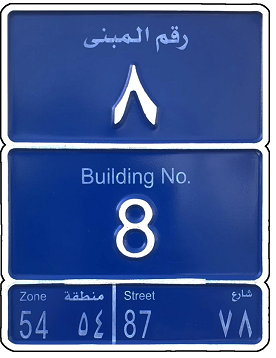 رقم المبنى
٨
Building No.
8
Zone منطقة Street شارع
54 ٥٤ 87 ٧٨